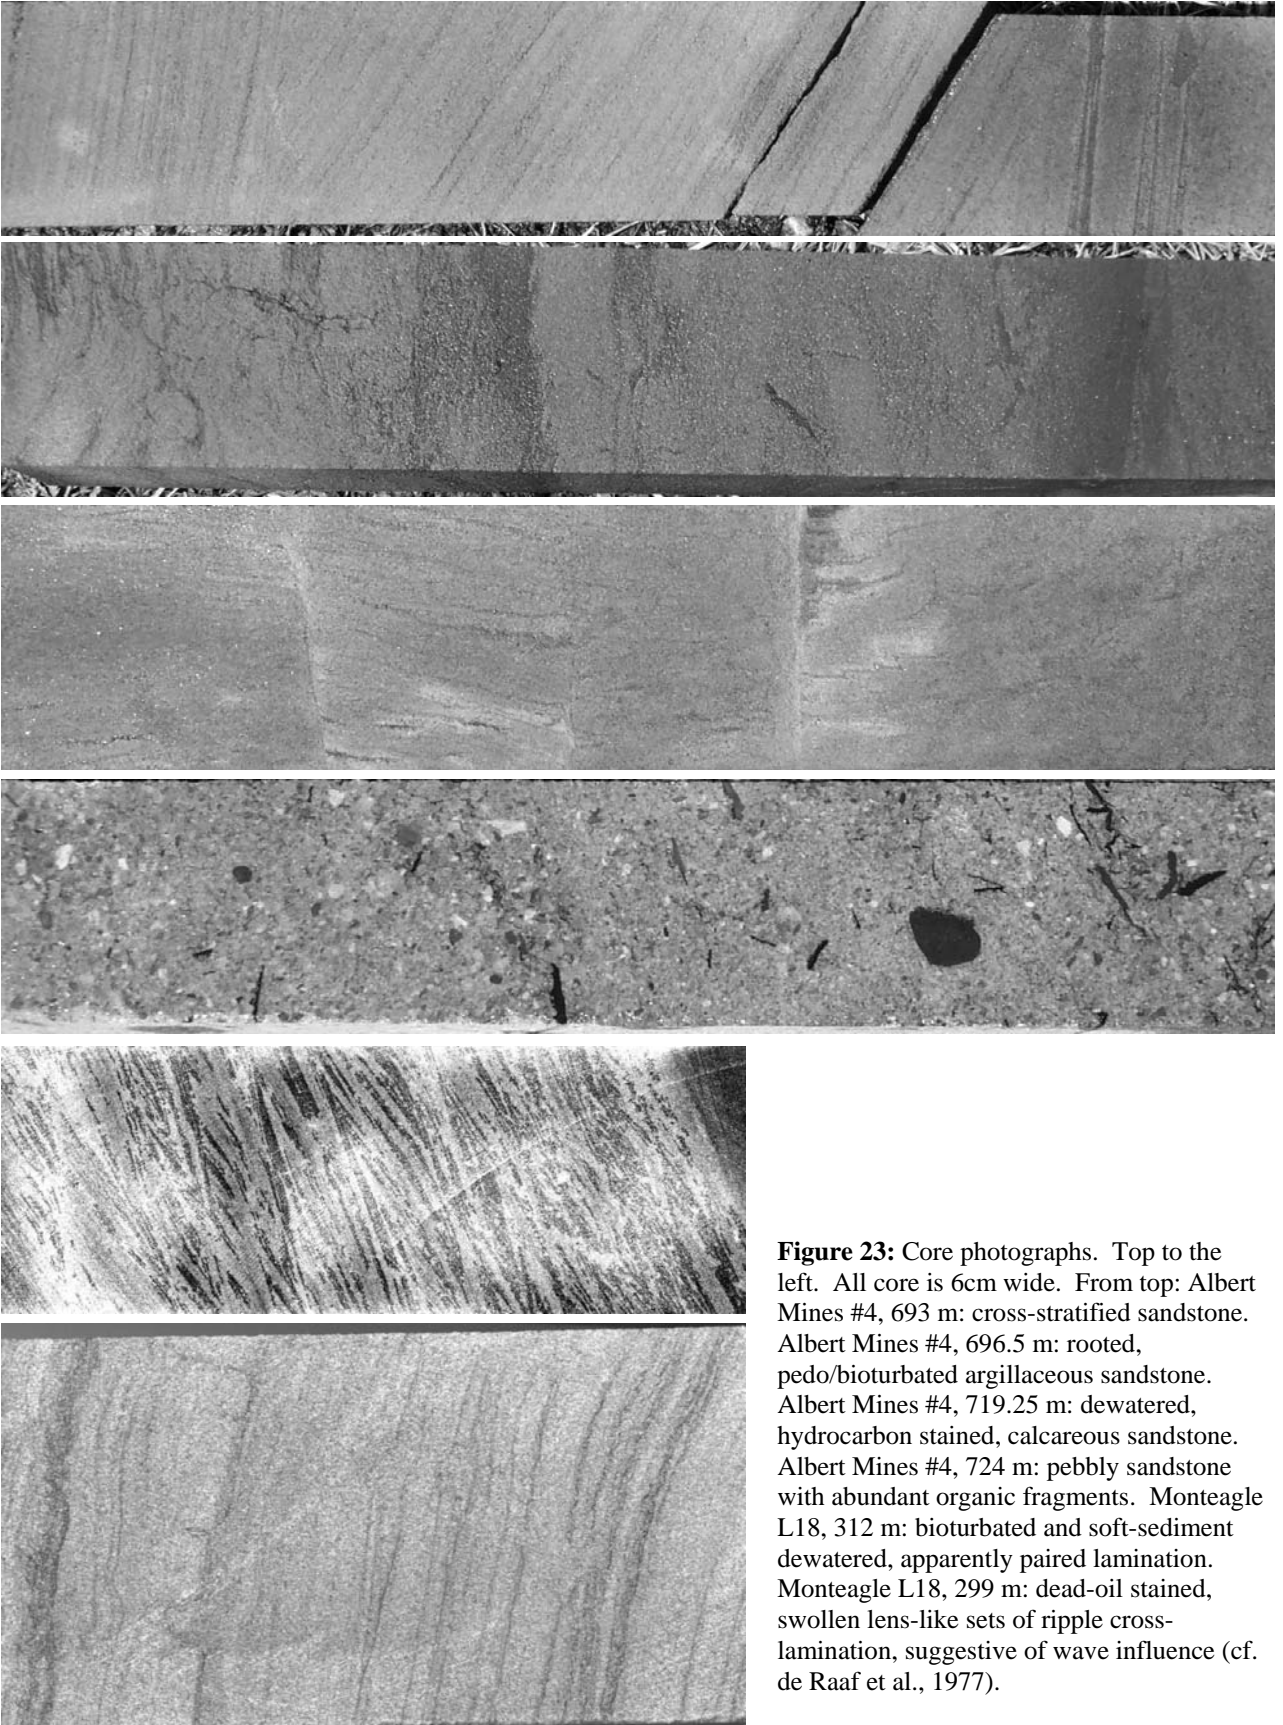 Figure 23: Core photographs. Top to the
left. All core is 6cm wide. From top: Albert
Mines #4, 693 m: cross-stratified sandstone.
Albert Mines #4, 696.5 m: rooted,
pedo/bioturbated argillaceous sandstone.
Albert Mines #4, 719.25 m: dewatered,
hydrocarbon stained, calcareous sandstone.
Albert Mines #4, 724 m: pebbly sandstone
with abundant organic fragments. Monteagle
L18, 312 m: bioturbated and soft-sediment
dewatered, apparently paired lamination.
Monteagle L18, 299 m: dead-oil stained,
swollen lens-like sets of ripple cross-
lamination, suggestive of wave influence (cf.
de Raaf et al., 1977).